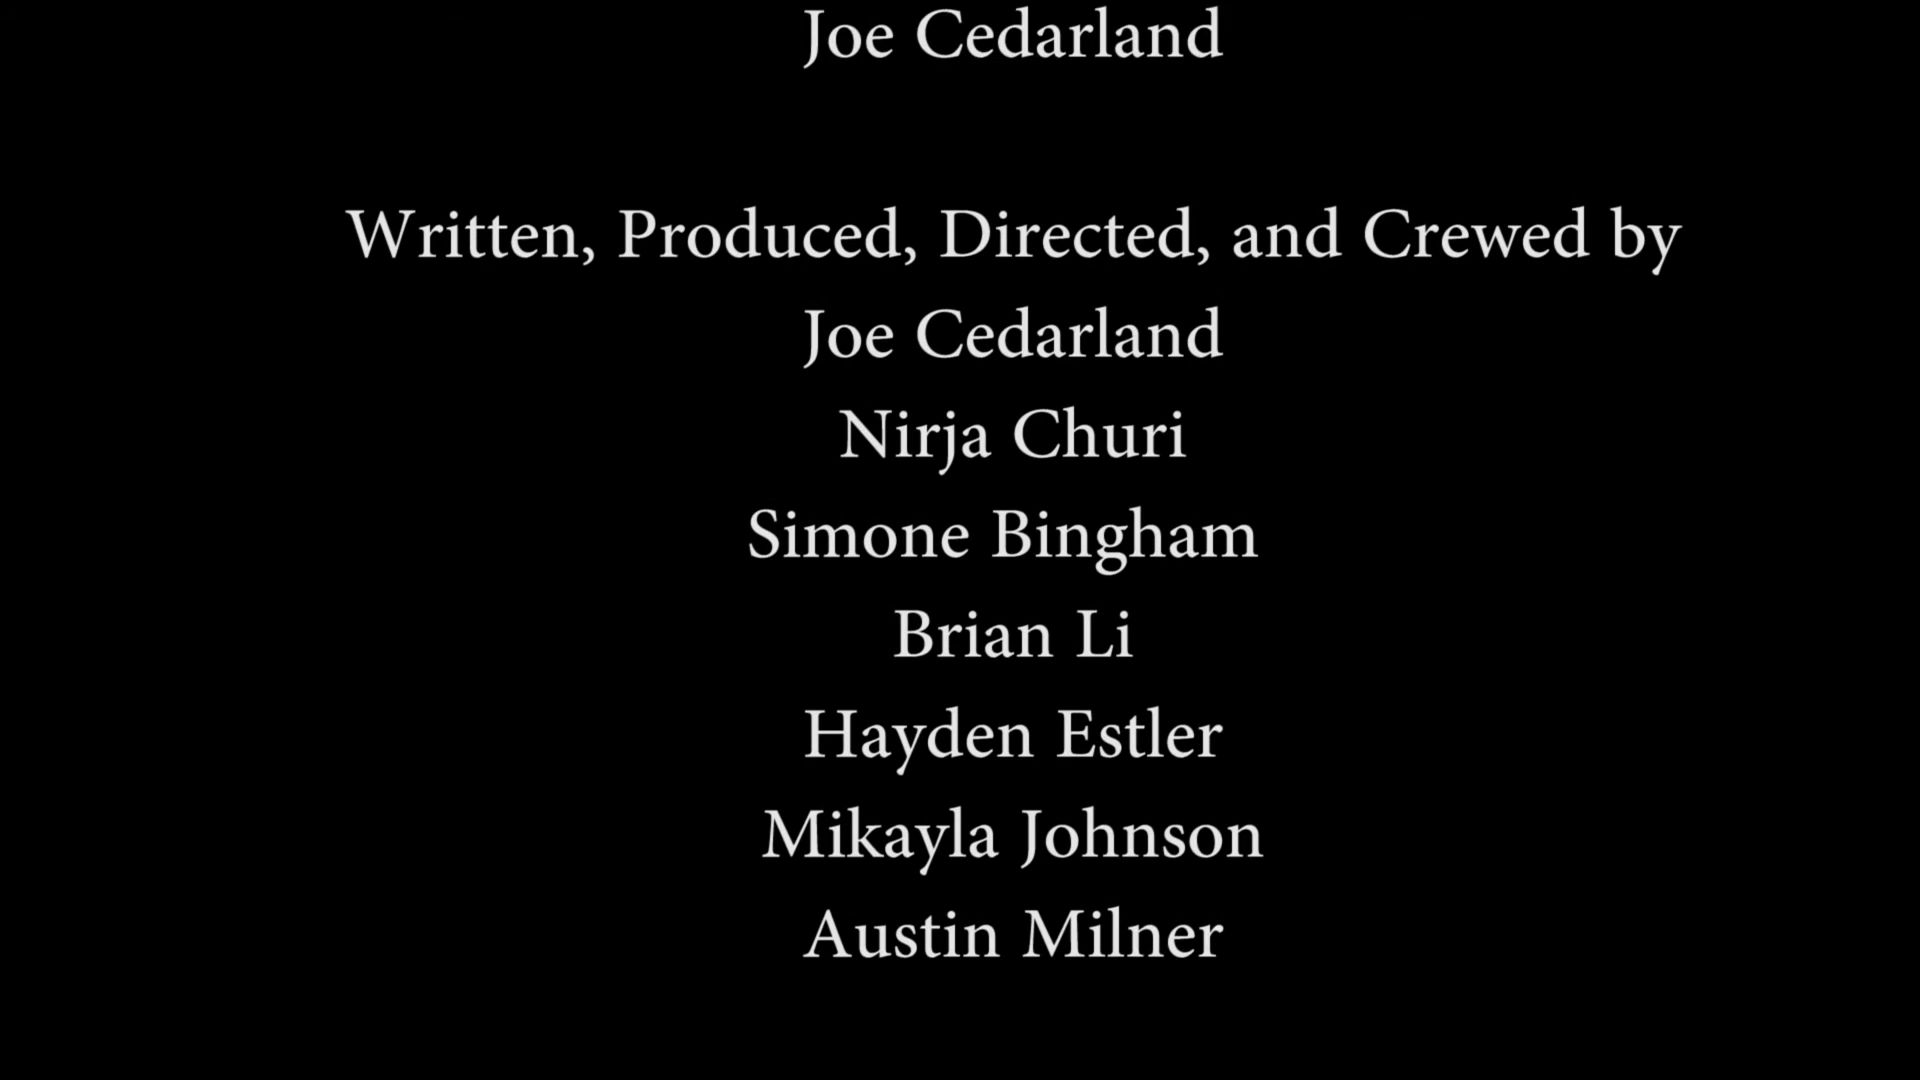 Joe Cedarland
Written, Produced, Directed, and Crewed by
Joe Cedarland
Nirja Churi
Simone Bingham
Brian Li
Hayden Estler
Mikayla Johnson
Austin Milner